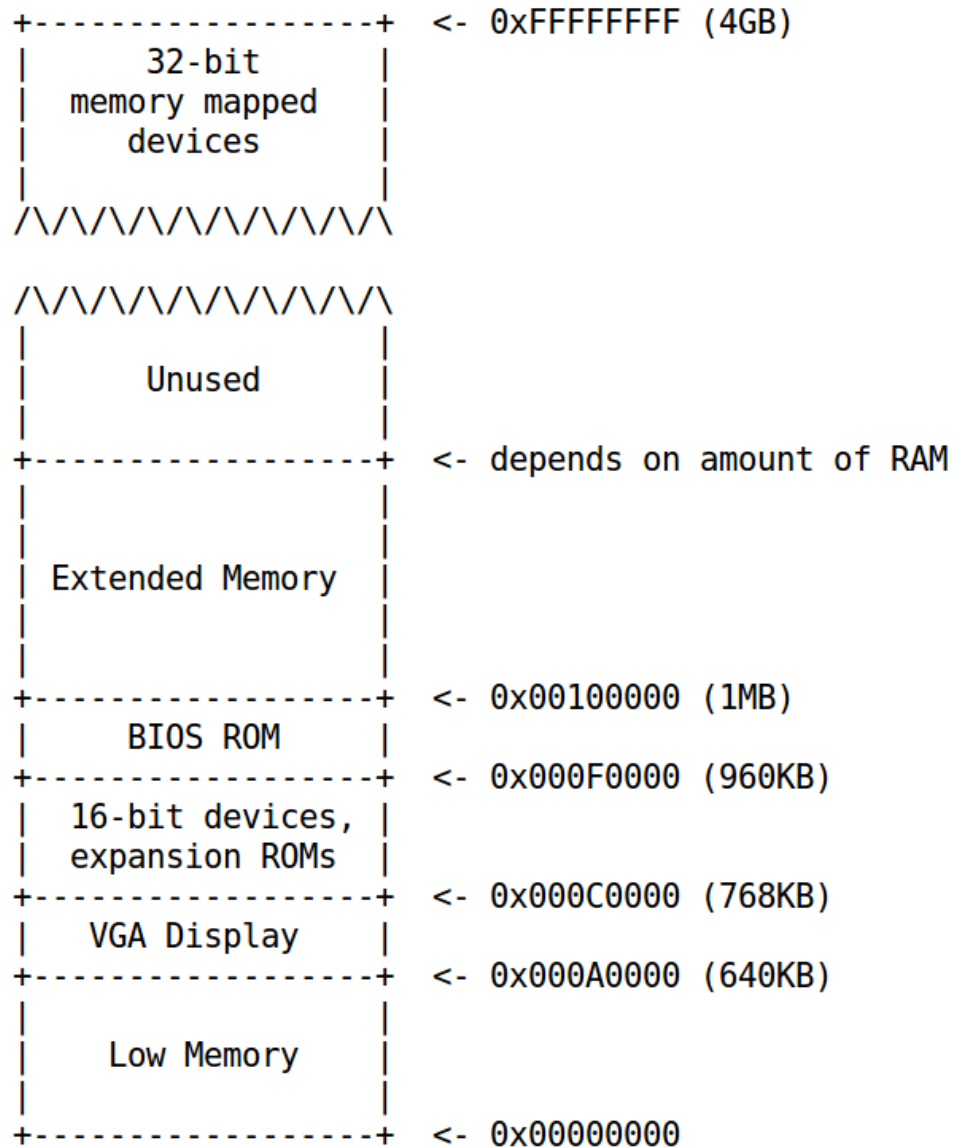 +------------------+  <- 0xFFFFFFFF (4GB)
|      32-bit      |
|  memory mapped   |
|     devices      |
|                  |
/\/\/\/\/\/\/\/\/\/\

/\/\/\/\/\/\/\/\/\/\
|                  |
|      Unused      |
|                  |
+------------------+  <- depends on amount of RAM
|                  |
|                  |
| Extended Memory  |
|                  |
|                  |
+------------------+  <- 0x00100000 (1MB)
|     BIOS ROM     |
+------------------+  <- 0x000F0000 (960KB)
|  16-bit devices, |
|  expansion ROMs  |
+------------------+  <- 0x000C0000 (768KB)
|   VGA Display    |
+------------------+  <- 0x000A0000 (640KB)
|                  |
|    Low Memory    |
|                  |
+------------------+  <- 0x00000000